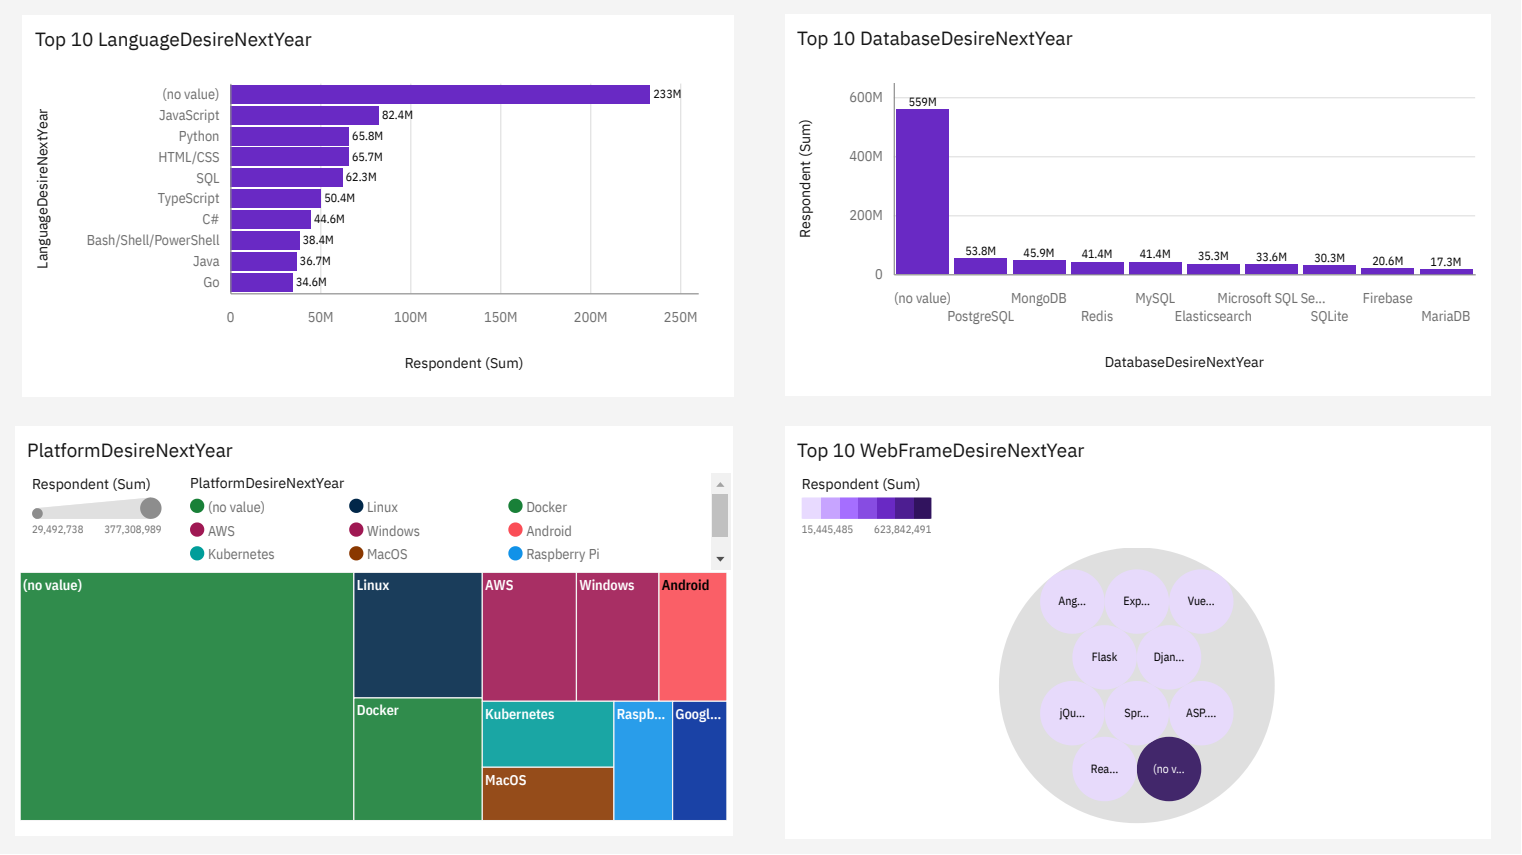 Top 10 LanguageDesireNextYear
LanguageDesireNextYear
(no value)
233M
JavaScript
82.4M
Python
65.8M
HTML/CSS
65.7M
SQL
62.3M
TypeScript
50.4M
C#
44.6M
Bash/Shell/PowerShell
38.4M
Java
36.7M
Go
34.6M
0 50M 100M 150M 200M 250M
Respondent (Sum)
Top 10 DatabaseDesireNextYear
Respondent (Sum)
600M
400M
200M
0
559M
53.8M
45.9M
41.4M
41.4M
35.3M
33.6M
30.3M
20.6M
17.3M
(no value) MongoDB MySQL Microsoft SQL Se... Firebase
PostgreSQL Redis Elasticsearch SQLite MariaDB
DatabaseDesireNextYear
PlatformDesireNextYear
Respondent (Sum)
29,492,738 377,308,989
PlatformDesireNextYear
(no value) Linux Docker
AWS Windows Android
Kubernetes MacOS Raspberry Pi
(no value)
Linux
AWS
Windows
Android
Docker
Kubernetes
Raspb...
Googl...
MacOS
Top 10 WebFrameDesireNextYear
Respondent (Sum)
15,445,485 623,842,491
Ang... Exp... Vue...
Flask Djan...
jQu... Spr... ASP....
Rea... (no v...